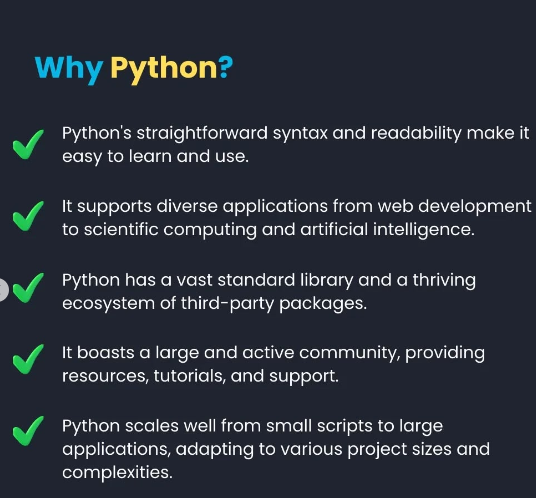 Why Python?
Python's straightforward syntax and readability make it
easy to learn and use.
It supports diverse applications from web development
to scientific computing and artificial intelligence.
Python has a vast standard library and a thriving
ecosystem of third-party packages.
It boasts a large and active community, providing
resources, tutorials, and support.
Python scales well from small scripts to large
applications, adapting to various project sizes and
complexities.